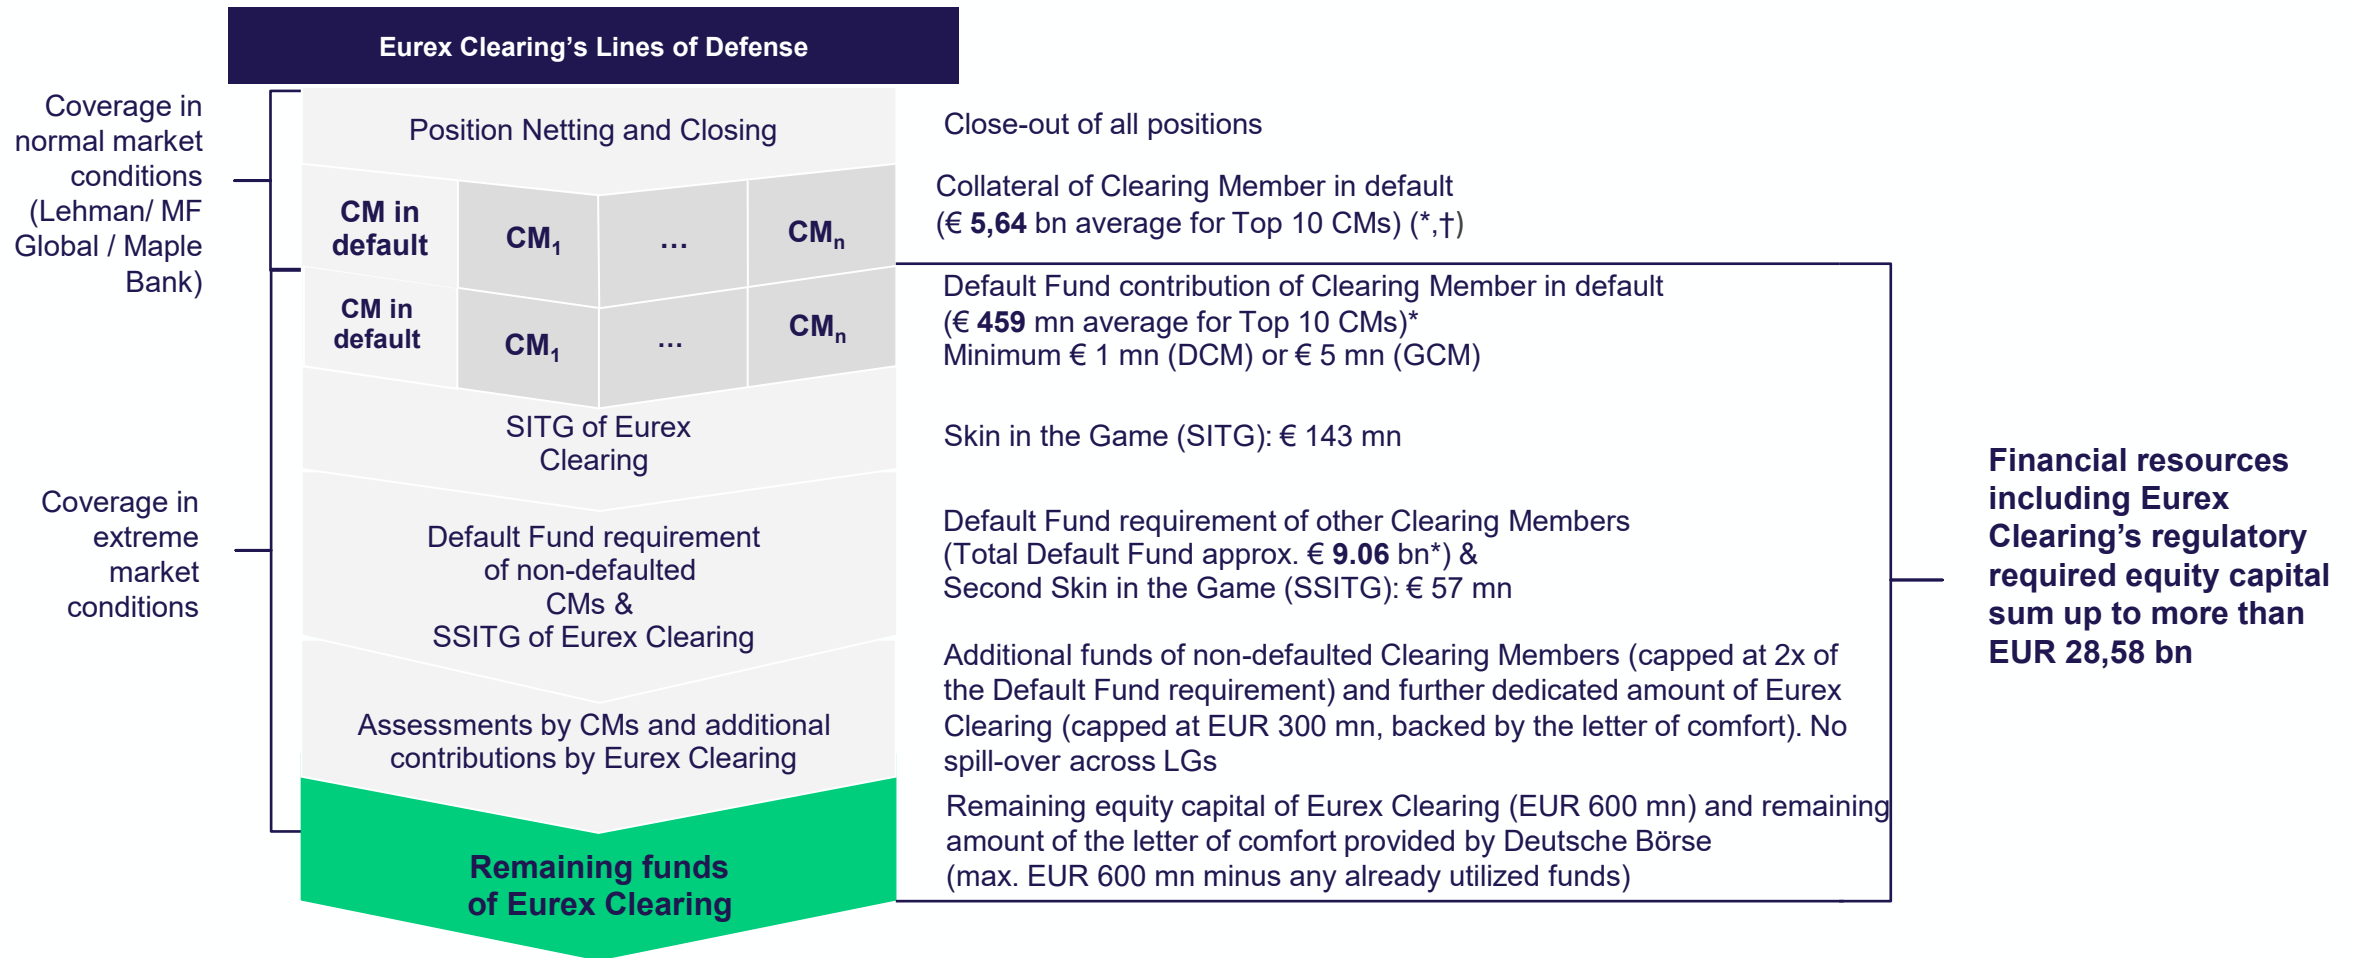 Eurex Clearing’s Lines of Defense
Coverage in
normal market
conditions
(Lehman/ MF
Global / Maple
Bank)
Position Netting and Closing
Close-out of all positions
CM in
default
CM1
...
CMn
Collateral of Clearing Member in default
(€ 5,64 bn average for Top 10 CMs) (*,†)
CM in
default
CM1
...
CMn
Default Fund contribution of Clearing Member in default
(€ 459 mn average for Top 10 CMs)*
Minimum € 1 mn (DCM) or € 5 mn (GCM)
SITG of Eurex
Clearing
Skin in the Game (SITG): € 143 mn
Coverage in
extreme
market
conditions
Default Fund requirement
of non-defaulted
CMs &
SSITG of Eurex Clearing
Default Fund requirement of other Clearing Members
(Total Default Fund approx. € 9.06 bn*) &
Second Skin in the Game (SSITG): € 57 mn
Assessments by CMs and additional
contributions by Eurex Clearing
Additional funds of non-defaulted Clearing Members (capped at 2x of
the Default Fund requirement) and further dedicated amount of Eurex
Clearing (capped at EUR 300 mn, backed by the letter of comfort). No
spill-over across LGs
Remaining funds
of Eurex Clearing
Remaining equity capital of Eurex Clearing (EUR 600 mn) and remaining
amount of the letter of comfort provided by Deutsche Börse
(max. EUR 600 mn minus any already utilized funds)
Financial resources
including Eurex
Clearing’s regulatory
required equity capital
sum up to more than
EUR 28,58 bn